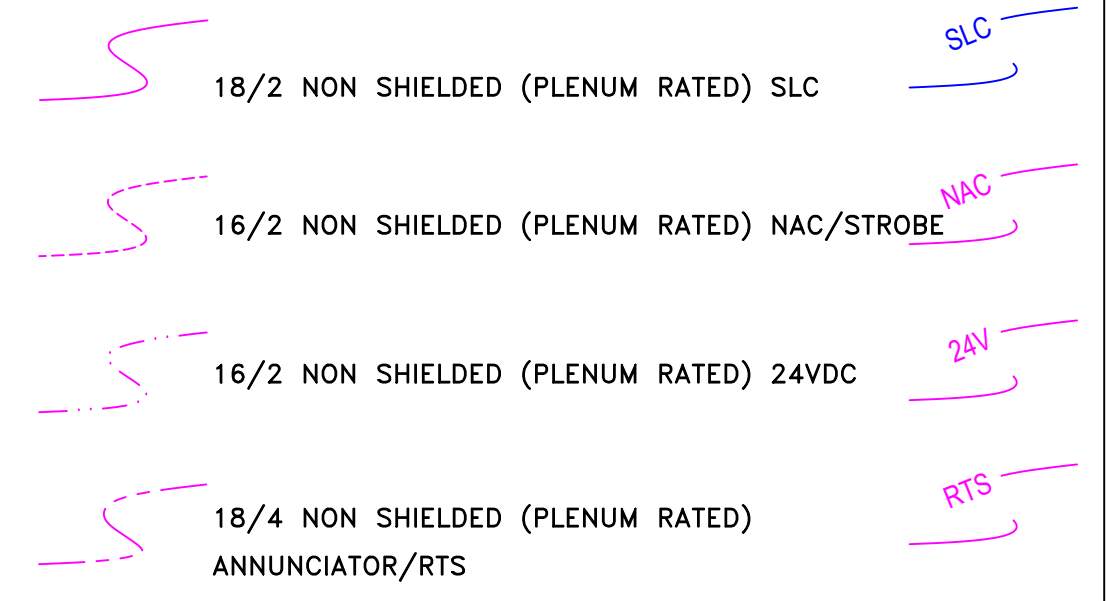 SLC
18/2 NON SHIELDED (PLENUM RATED) SLC
NAC
16/2 NON SHIELDED (PLENUM RATED) NAC/STROBE
24V
16/2 NON SHIELDED (PLENUM RATED) 24VDC
RTS
18/4 NON SHIELDED (PLENUM RATED)
ANNUNCIATOR/RTS